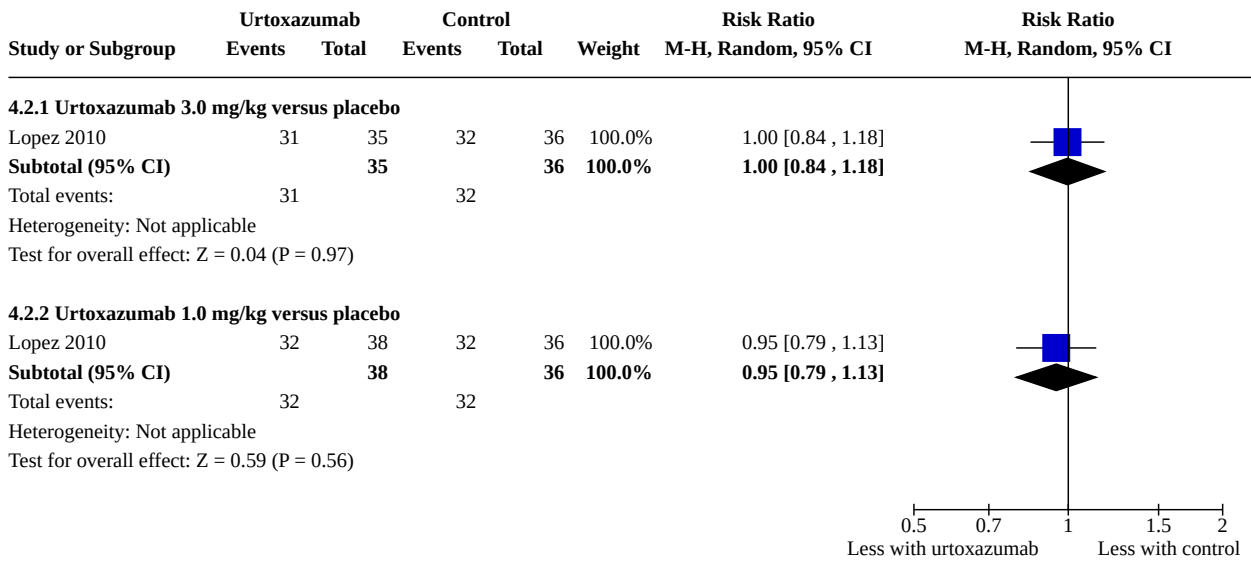 Urtoxazumab Control Risk Ratio Risk Ratio
Study or Subgroup Events Total Events Total Weight M-H, Random, 95% CI M-H, Random, 95% CI
4.2.1 Urtoxazumab 3.0 mg/kg versus placebo
Lopez 2010 31 35 32 36 100.0% 1.00 [0.84 , 1.18]
Subtotal (95% CI) 35 36 100.0% 1.00 [0.84 , 1.18]
Total events: 31 32
Heterogeneity: Not applicable
Test for overall effect: Z = 0.04 (P = 0.97)
4.2.2 Urtoxazumab 1.0 mg/kg versus placebo
Lopez 2010 32 38 32 36 100.0% 0.95 [0.79 , 1.13]
Subtotal (95% CI) 38 36 100.0% 0.95 [0.79 , 1.13]
Total events: 32 32
Heterogeneity: Not applicable
Test for overall effect: Z = 0.59 (P = 0.56)
0.5 0.7 1 1.5 2
Less with urtoxazumab Less with control